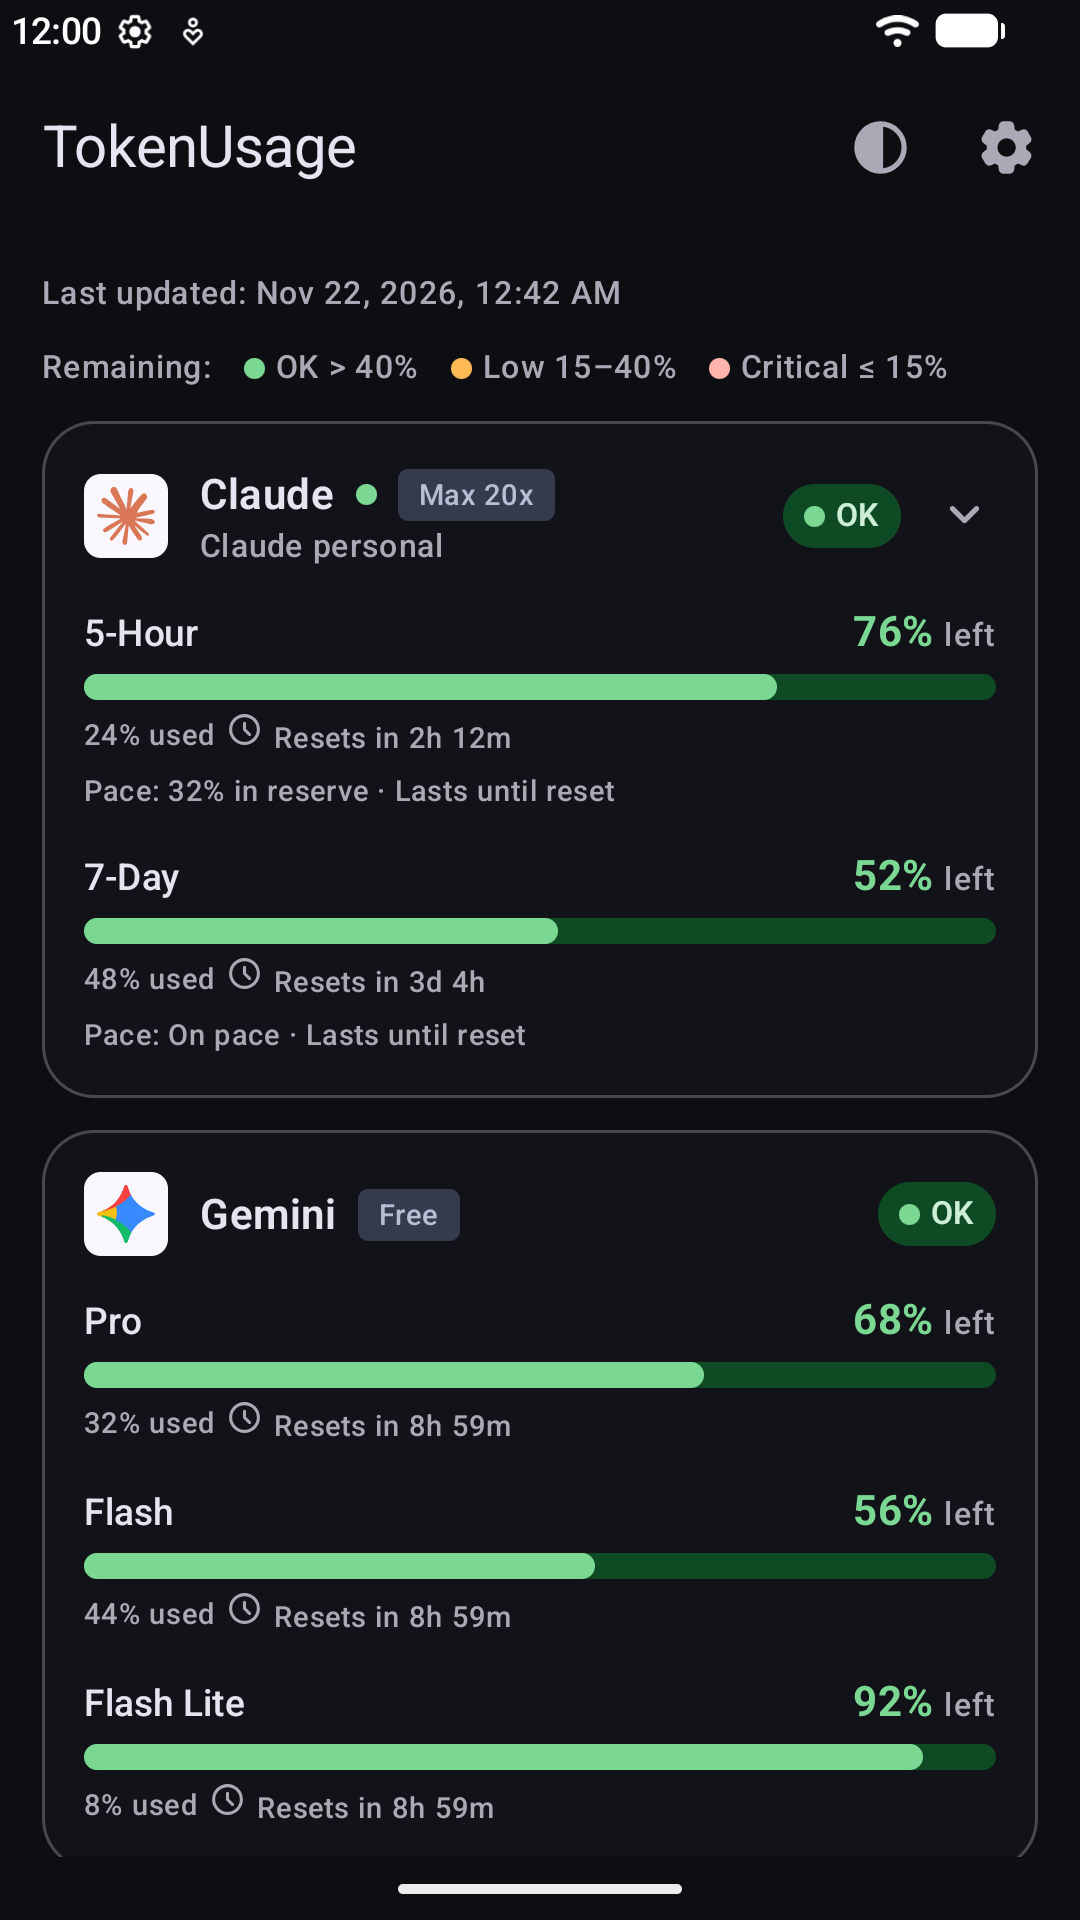 12:00
TokenUsage
Last updated: Nov 22, 2026, 12:42 AM
Remaining: OK > 40% Low 15–40% Critical ≤ 15%
Claude Max 20x
Claude personal
OK
5-Hour 76% left
24% used Resets in 2h 12m
Pace: 32% in reserve · Lasts until reset
7-Day 52% left
48% used Resets in 3d 4h
Pace: On pace · Lasts until reset
Gemini Free OK
Pro 68% left
32% used Resets in 8h 59m
Flash 56% left
44% used Resets in 8h 59m
Flash Lite 92% left
8% used Resets in 8h 59m